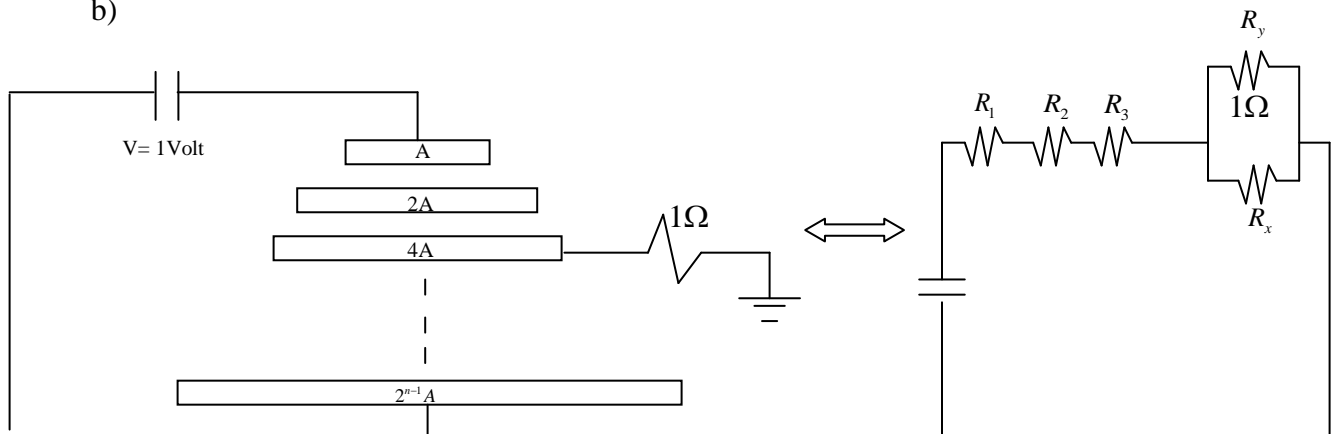 b)
V= 1Volt
A
2A
4A
1Ω
2^{n-1}A
R_1 R_2 R_3
R_y
1Ω
R_x